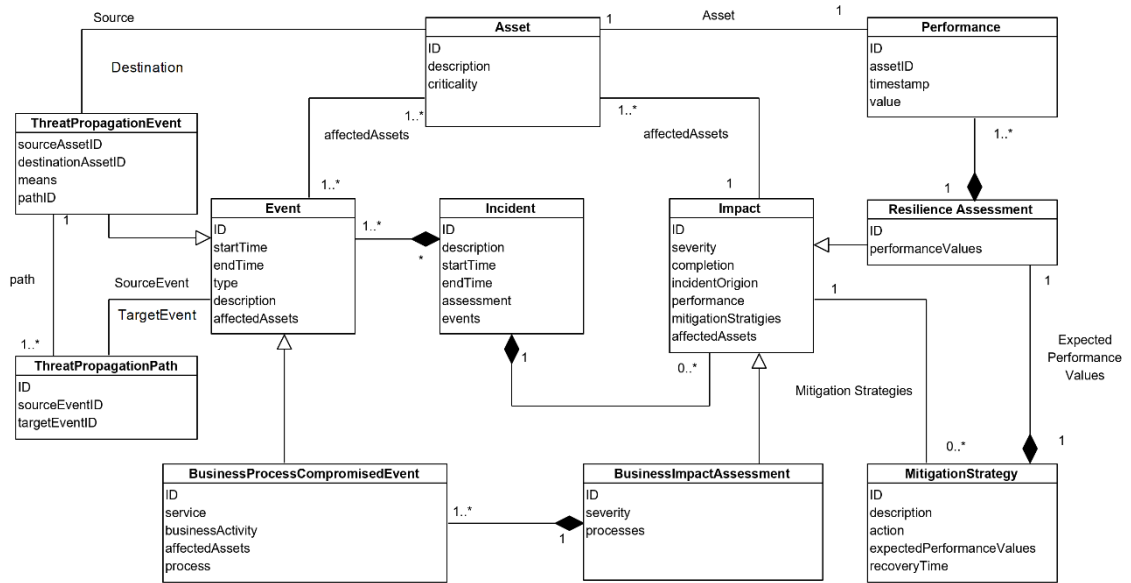 Source
Asset
1
Asset
1
Performance
Destination
ID
description
criticality
ID
assetID
timestamp
value
1..*
1..*
1..*
affectedAssets
affectedAssets
ThreatPropagationEvent
sourceAssetID
destinationAssetID
means
pathID
1
1..*
1
1
Event
Incident
Impact
Resilience Assessment
ID
startTime
endTime
type
description
affectedAssets
1..*
*
ID
description
startTime
endTime
assessment
events
ID
severity
completion
incidentOrigion
performance
mitigationStratigies
affectedAssets
ID
performanceValues
path
SourceEvent
TargetEvent
1
1
1..*
1
0..*
Expected
Performance
Values
ThreatPropagationPath
ID
sourceEventID
targetEventID
Mitigation Strategies
0..*
1
BusinessProcessCompromisedEvent
ID
service
businessActivity
affectedAssets
process
1..*
1
BusinessImpactAssessment
ID
severity
processes
MitigationStrategy
ID
description
action
expectedPerformanceValues
recoveryTime